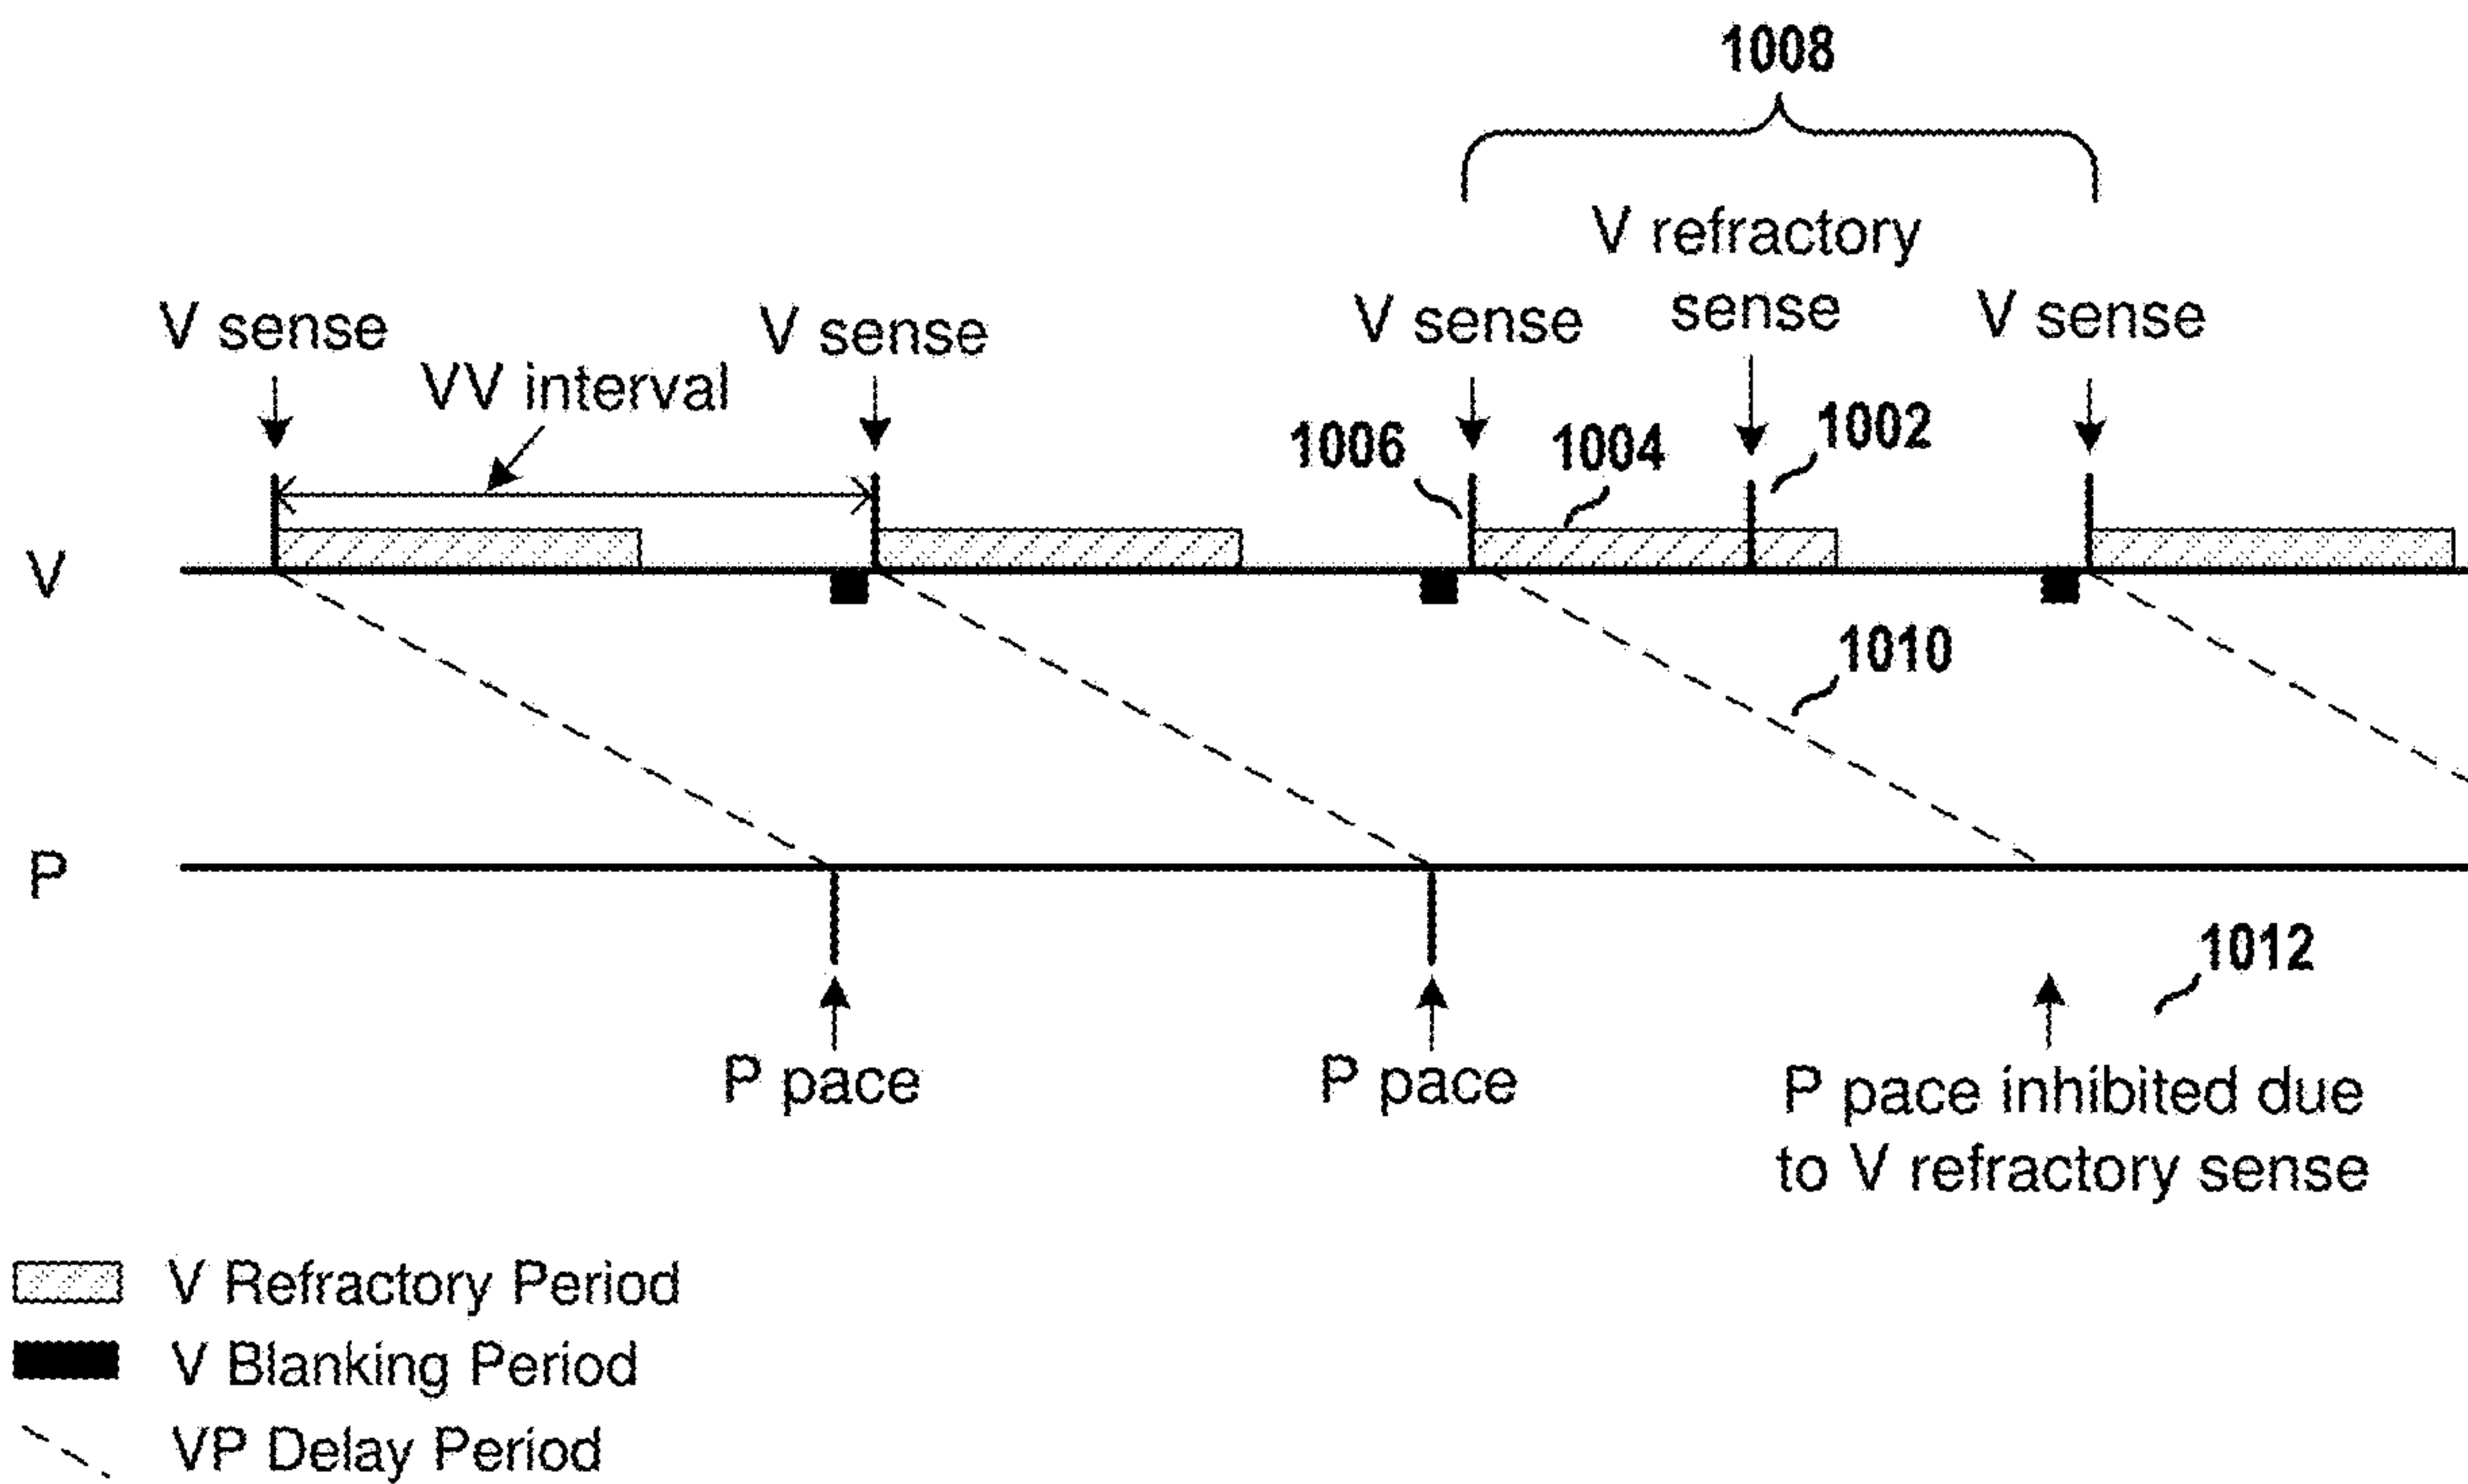 1008
V refractory
sense
V sense
V sense
V sense
V sense
VV interval
1006
1004
1002
V
1010
P
1012
P pace
P pace
P pace inhibited due
to V refractory sense
V Refractory Period
V Blanking Period
VP Delay Period